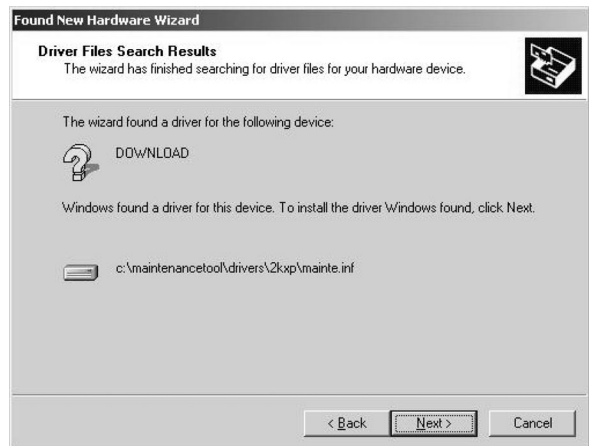 Found New Hardware Wizard
Driver Files Search Results
The wizard has finished searching for driver files for your hardware device.
The wizard found a driver for the following device:
DOWNLOAD
Windows found a driver for this device. To install the driver Windows found, click Next.
c:\maintenancetool\drivers\2kxp\mainte.inf
< Back Next > Cancel